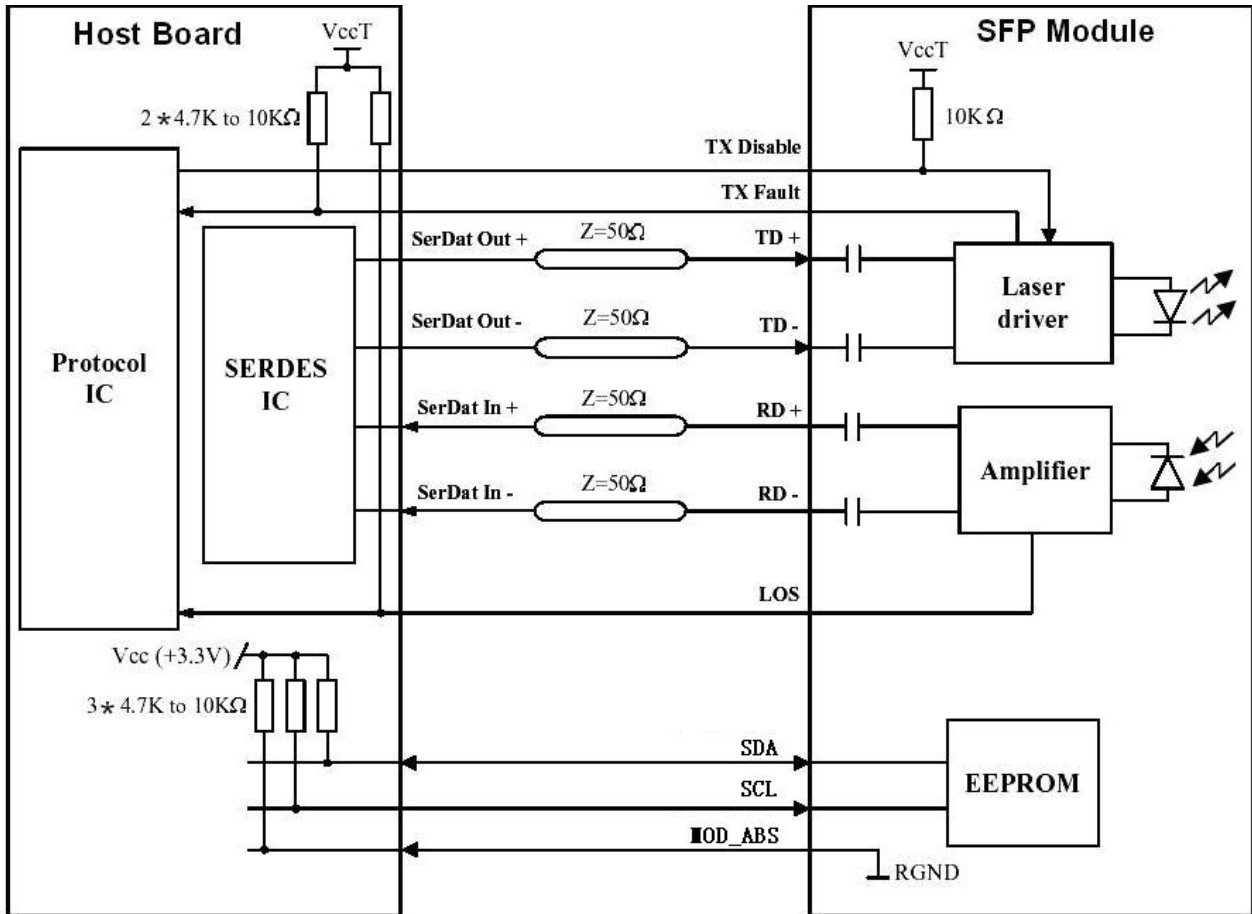 Host Board
SFP Module
VccT
VccT
2*4.7K to 10KΩ
10KΩ
TX Disable
TX Fault
SerDat Out +
Z=50Ω
TD +
Laser
driver
SerDat Out -
Z=50Ω
TD -
Protocol
IC
SERDES
IC
SerDat In +
Z=50Ω
RD +
Amplifier
SerDat In -
Z=50Ω
RD -
LOS
Vcc (+3.3V)
3*4.7K to 10KΩ
SDA
SCL
EEPROM
MOD_ABS
RGND